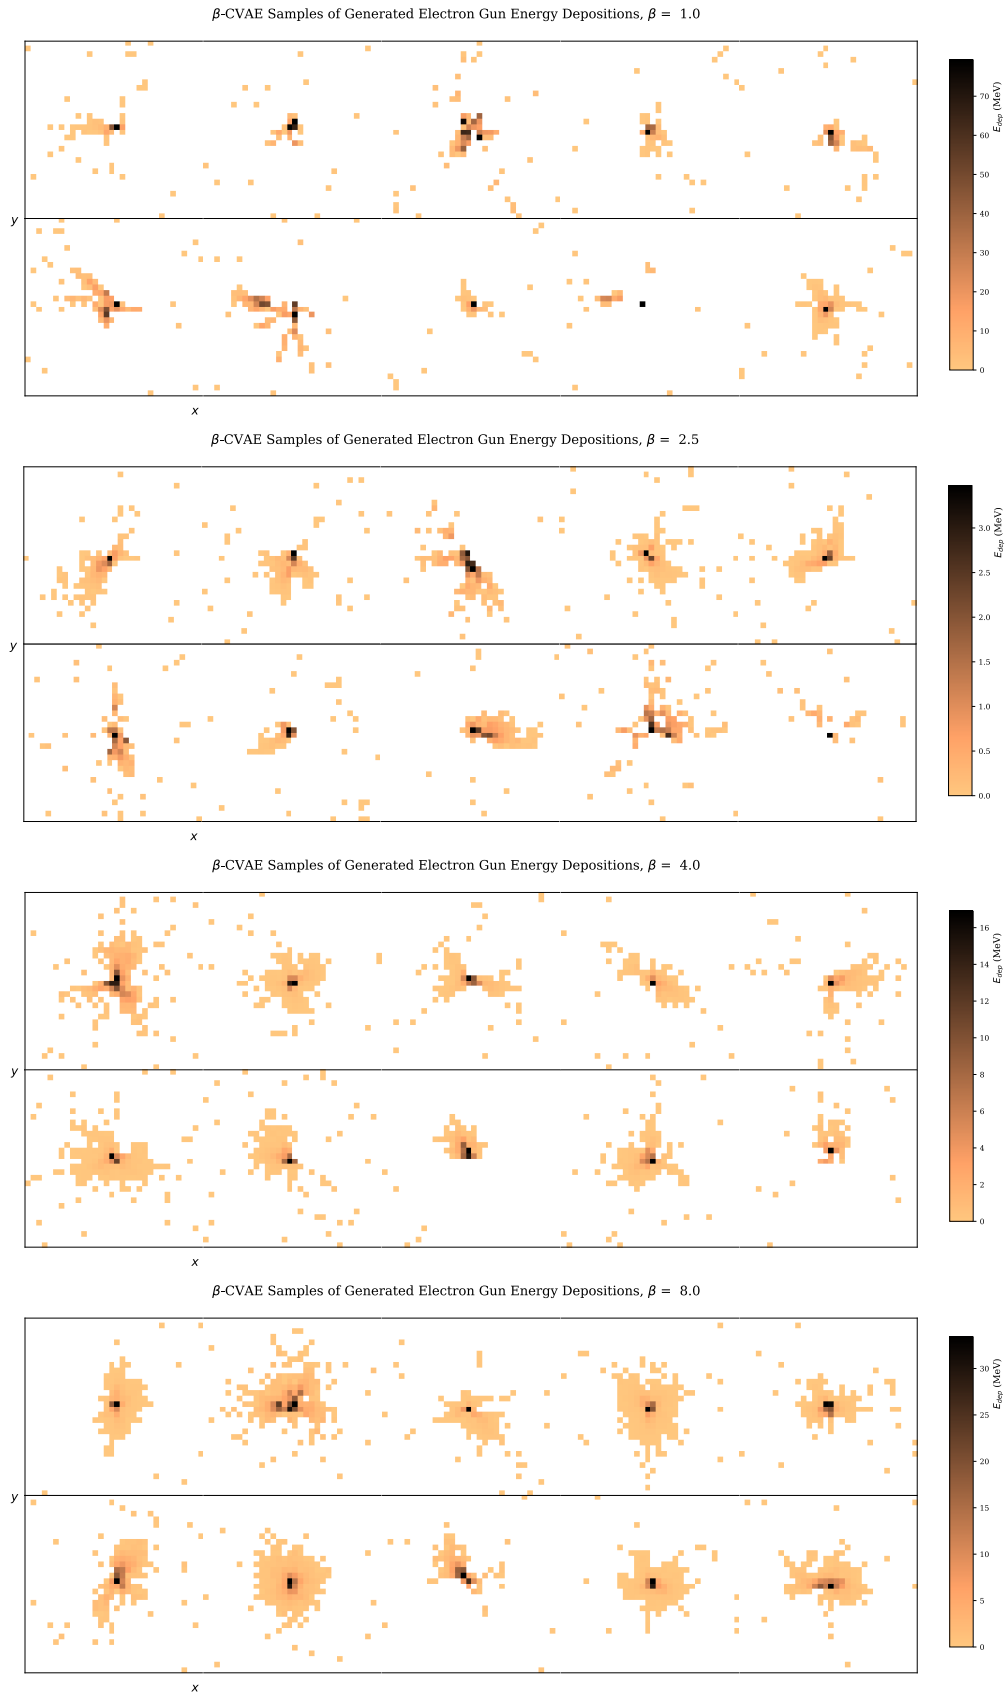 β-CVAE Samples of Generated Electron Gun Energy Depositions, β = 1.0
70
60
50
40
30
20
10
0
E_dep (MeV)
y
x
β-CVAE Samples of Generated Electron Gun Energy Depositions, β = 2.5
3.0
2.5
2.0
1.5
1.0
0.5
0.0
E_dep (MeV)
y
x
β-CVAE Samples of Generated Electron Gun Energy Depositions, β = 4.0
16
14
12
10
8
6
4
2
0
E_dep (MeV)
y
x
β-CVAE Samples of Generated Electron Gun Energy Depositions, β = 8.0
30
25
20
15
10
5
0
E_dep (MeV)
y
x